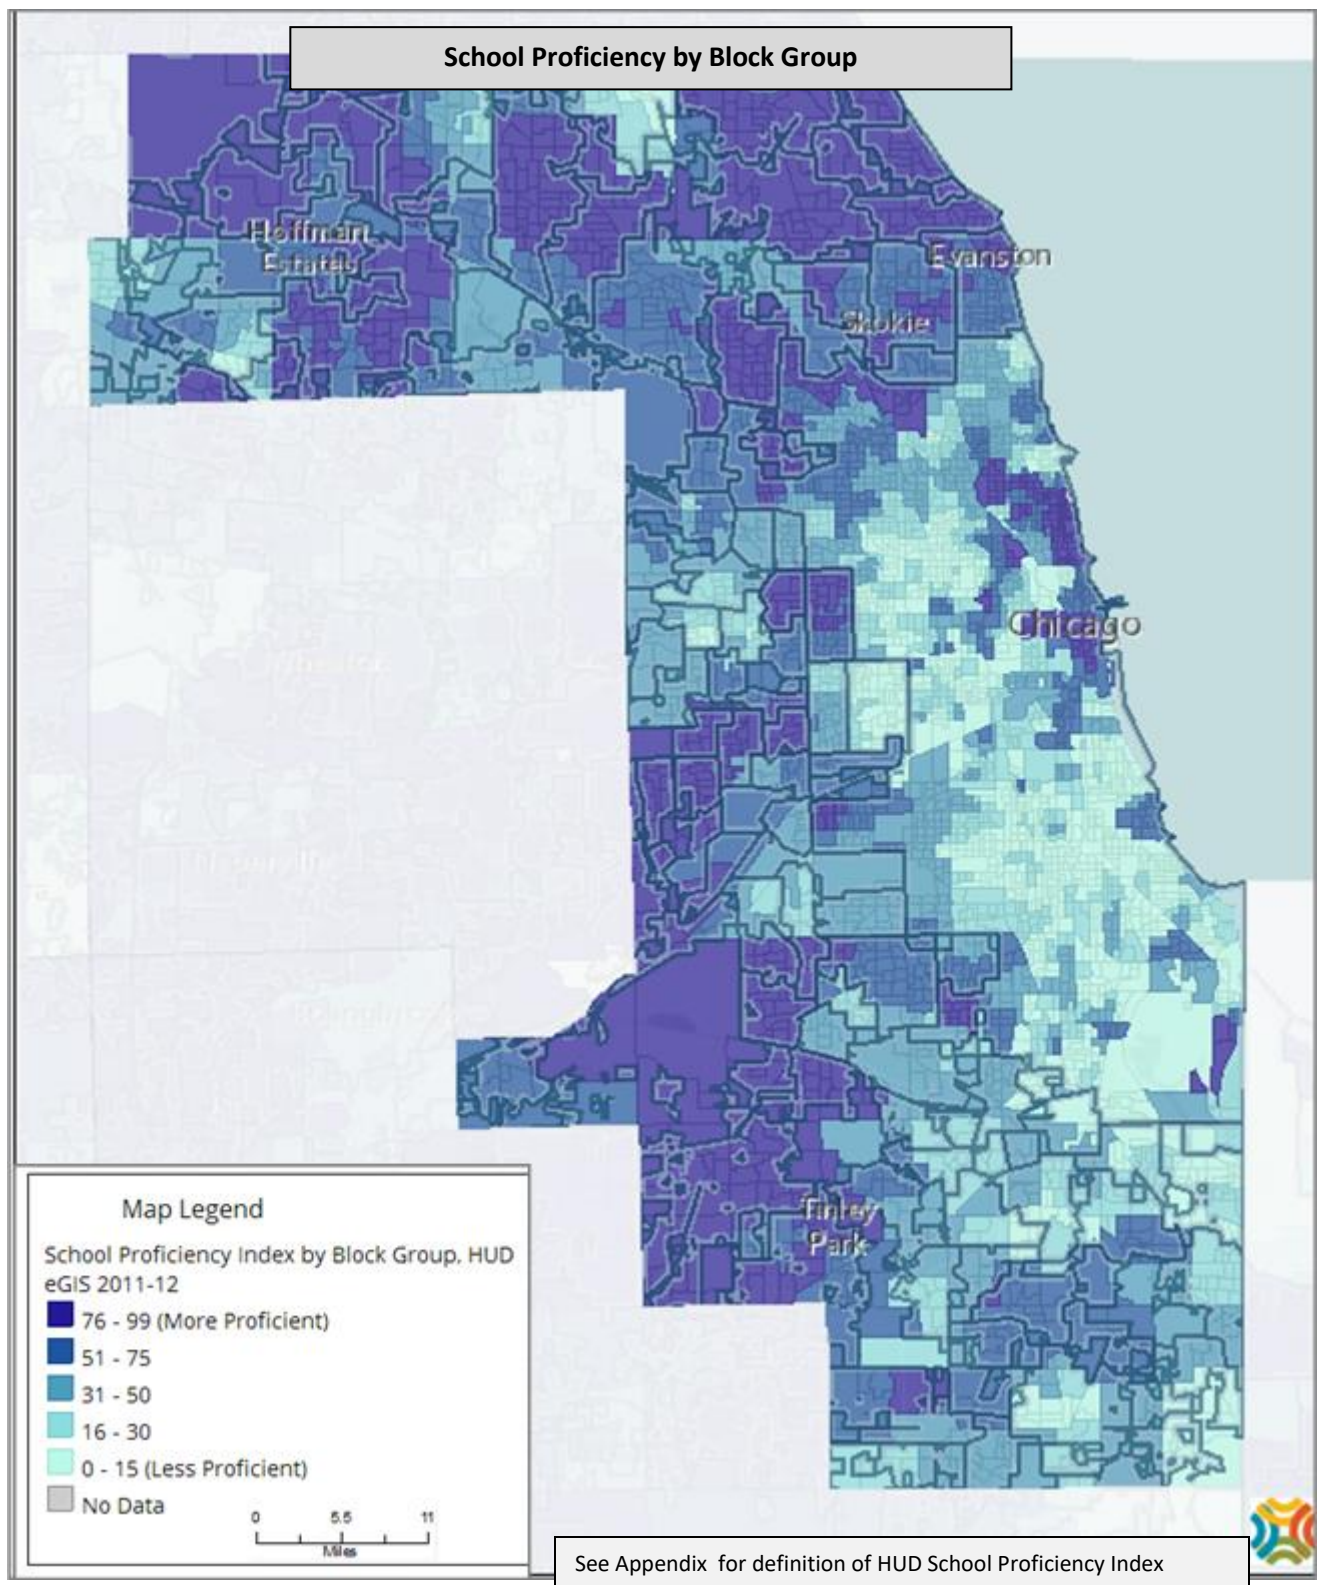 School Proficiency by Block Group
Hoffman
Estates
Evanston
Skokie
Chicago
Tinley
Park
Map Legend
School Proficiency Index by Block Group, HUD
eGIS 2011-12
76 - 99 (More Proficient)
51 - 75
31 - 50
16 - 30
0 - 15 (Less Proficient)
No Data
0 5.5 11
Miles
See Appendix for definition of HUD School Proficiency Index